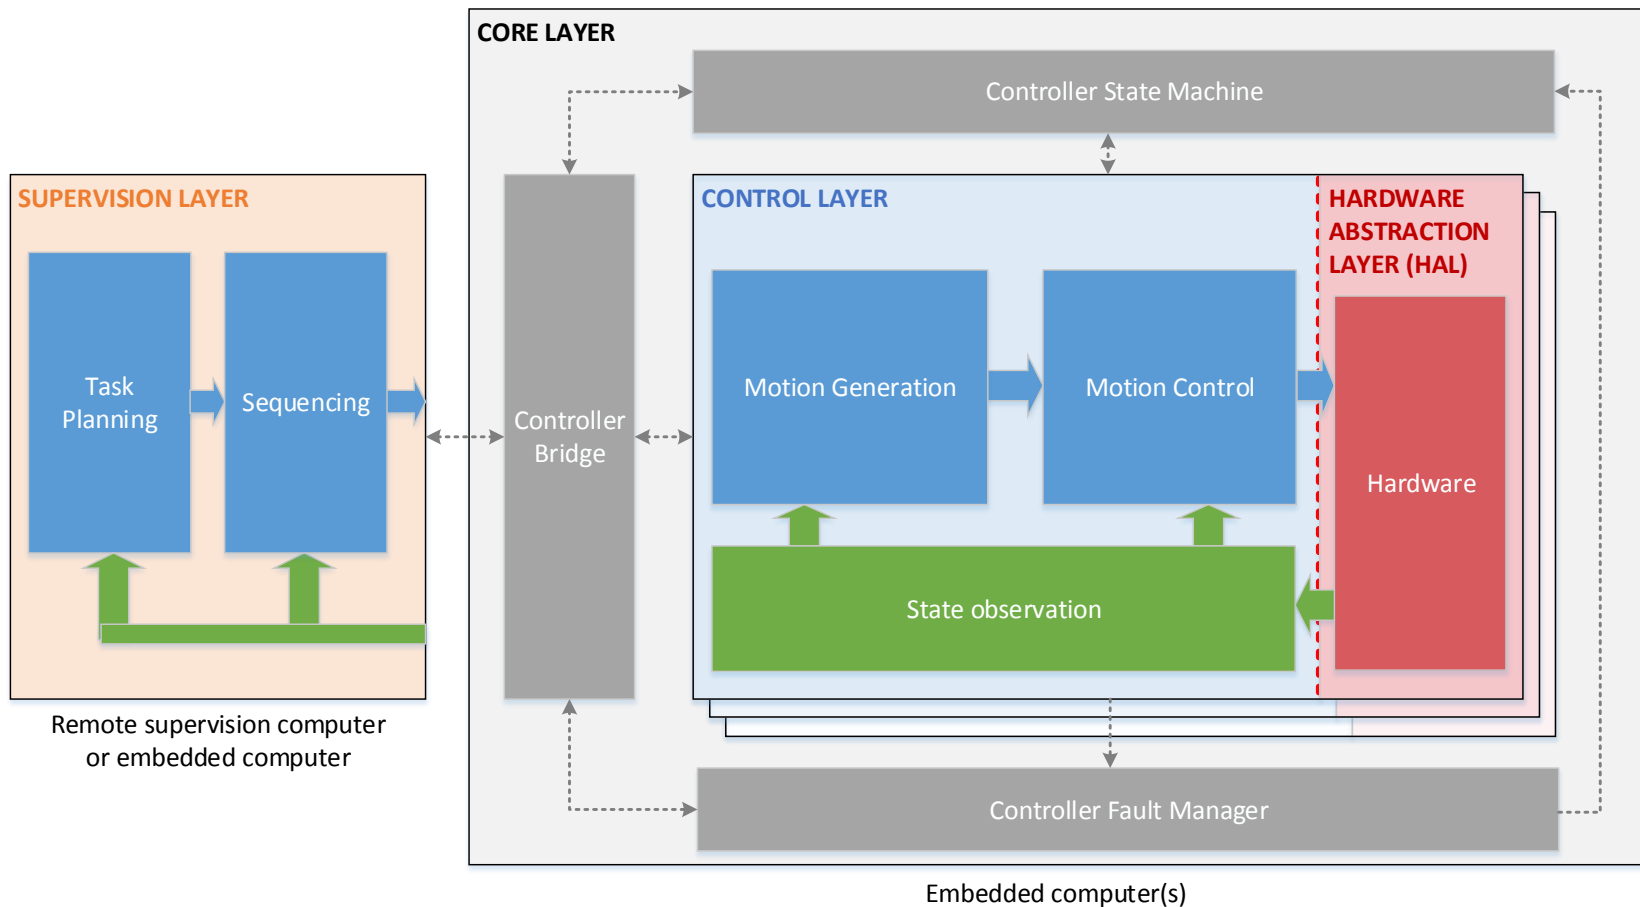 CORE LAYER
Controller State Machine
SUPERVISION LAYER
Task
Planning
Sequencing
Remote supervision computer
or embedded computer
Controller
Bridge
CONTROL LAYER
HARDWARE
ABSTRACTION
LAYER (HAL)
Motion Generation
Motion Control
Hardware
State observation
Controller Fault Manager
Embedded computer(s)